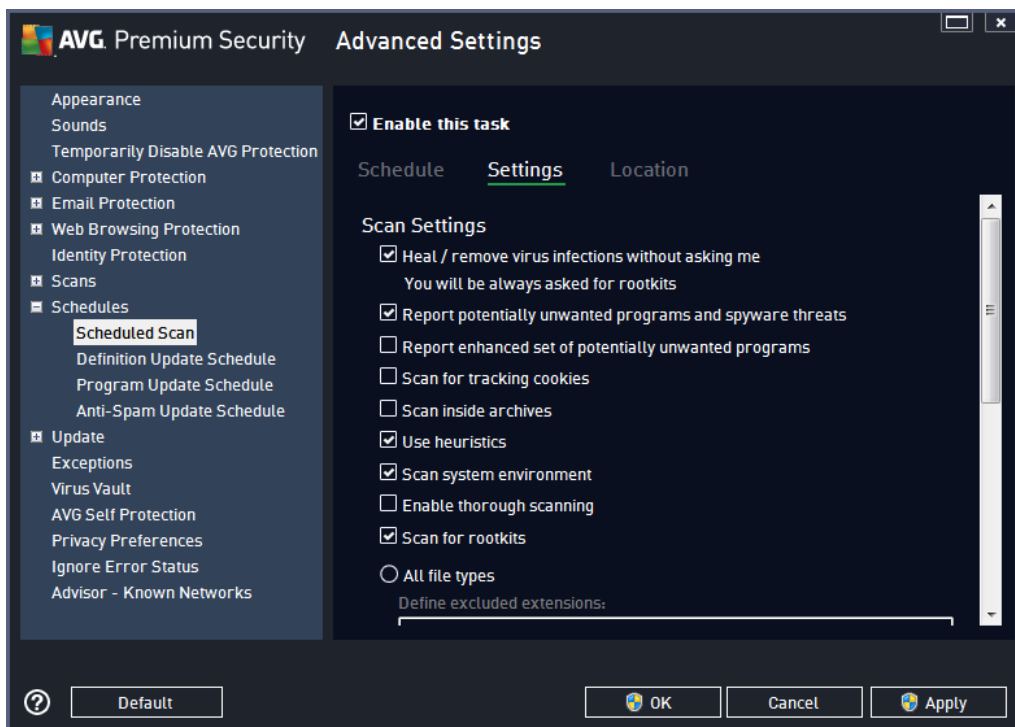 AVG. Premium Security
Advanced Settings
Appearance
Sounds
Temporarily Disable AVG Protection
Computer Protection
Email Protection
Web Browsing Protection
Identity Protection
Scans
Schedules
Scheduled Scan
Definition Update Schedule
Program Update Schedule
Anti-Spam Update Schedule
Update
Exceptions
Virus Vault
AVG Self Protection
Privacy Preferences
Ignore Error Status
Advisor - Known Networks
Enable this task
Schedule Settings Location
Scan Settings
Heal / remove virus infections without asking me
You will be always asked for rootkits
Report potentially unwanted programs and spyware threats
Report enhanced set of potentially unwanted programs
Scan for tracking cookies
Scan inside archives
Use heuristics
Scan system environment
Enable thorough scanning
Scan for rootkits
All file types
Define excluded extensions:
? Default OK Cancel Apply